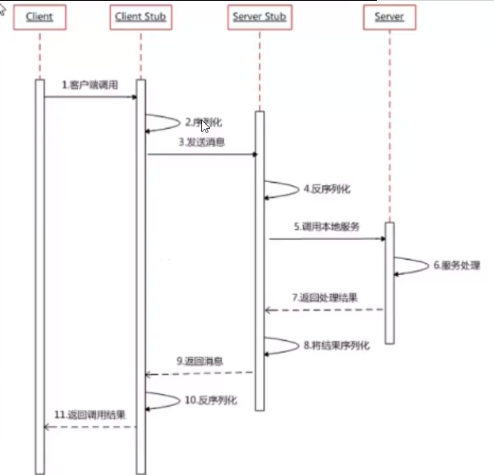 Client
Client Stub
Server Stub
Server
1.客户端调用
2.序列化
3.发送消息
4.反序列化
5.调用本地服务
6.服务处理
7.返回处理结果
8.将结果序列化
9.返回消息
10.反序列化
11.返回调用结果